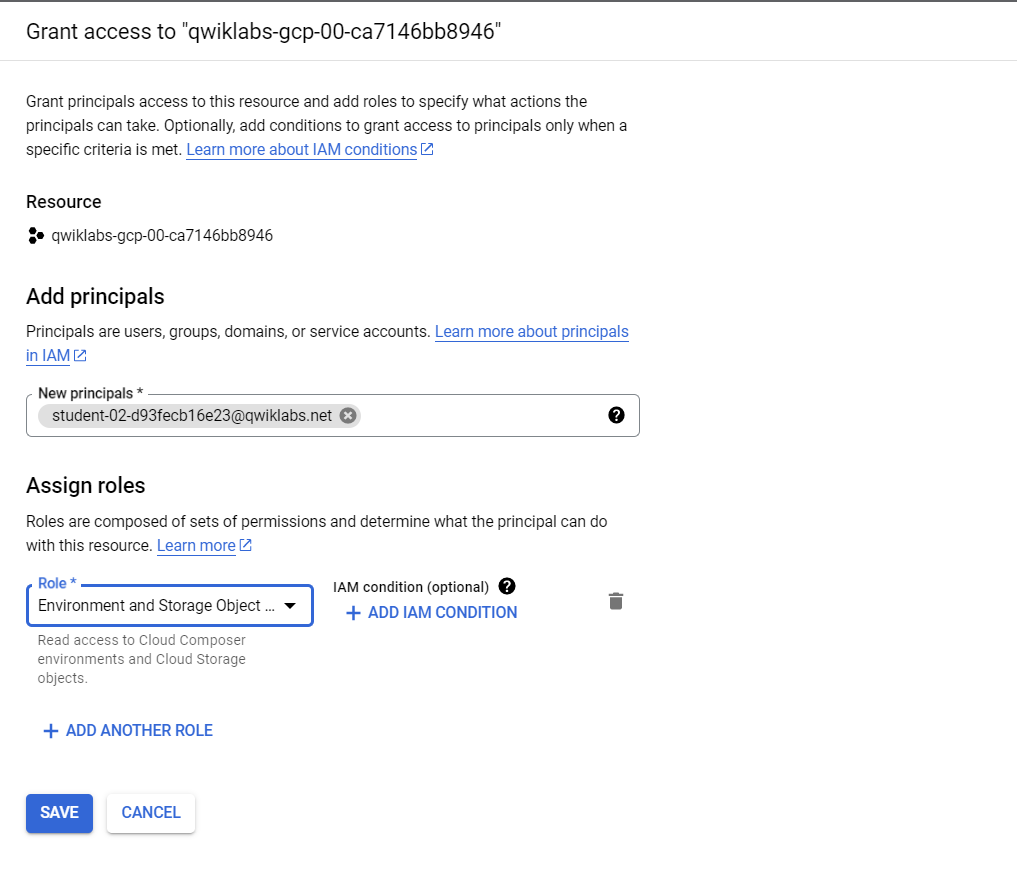 Grant access to "qwiklabs-gcp-00-ca7146bb8946"
Grant principals access to this resource and add roles to specify what actions the
principals can take. Optionally, add conditions to grant access to principals only when a
specific criteria is met. Learn more about IAM conditions
Resource
qwiklabs-gcp-00-ca7146bb8946
Add principals
Principals are users, groups, domains, or service accounts. Learn more about principals
in IAM
New principals *
student-02-d93fecb16e23@qwiklabs.net
Assign roles
Roles are composed of sets of permissions and determine what the principal can do
with this resource. Learn more
Role *
Environment and Storage Object ...
IAM condition (optional)
+ ADD IAM CONDITION
Read access to Cloud Composer
environments and Cloud Storage
objects.
+ ADD ANOTHER ROLE
SAVE
CANCEL